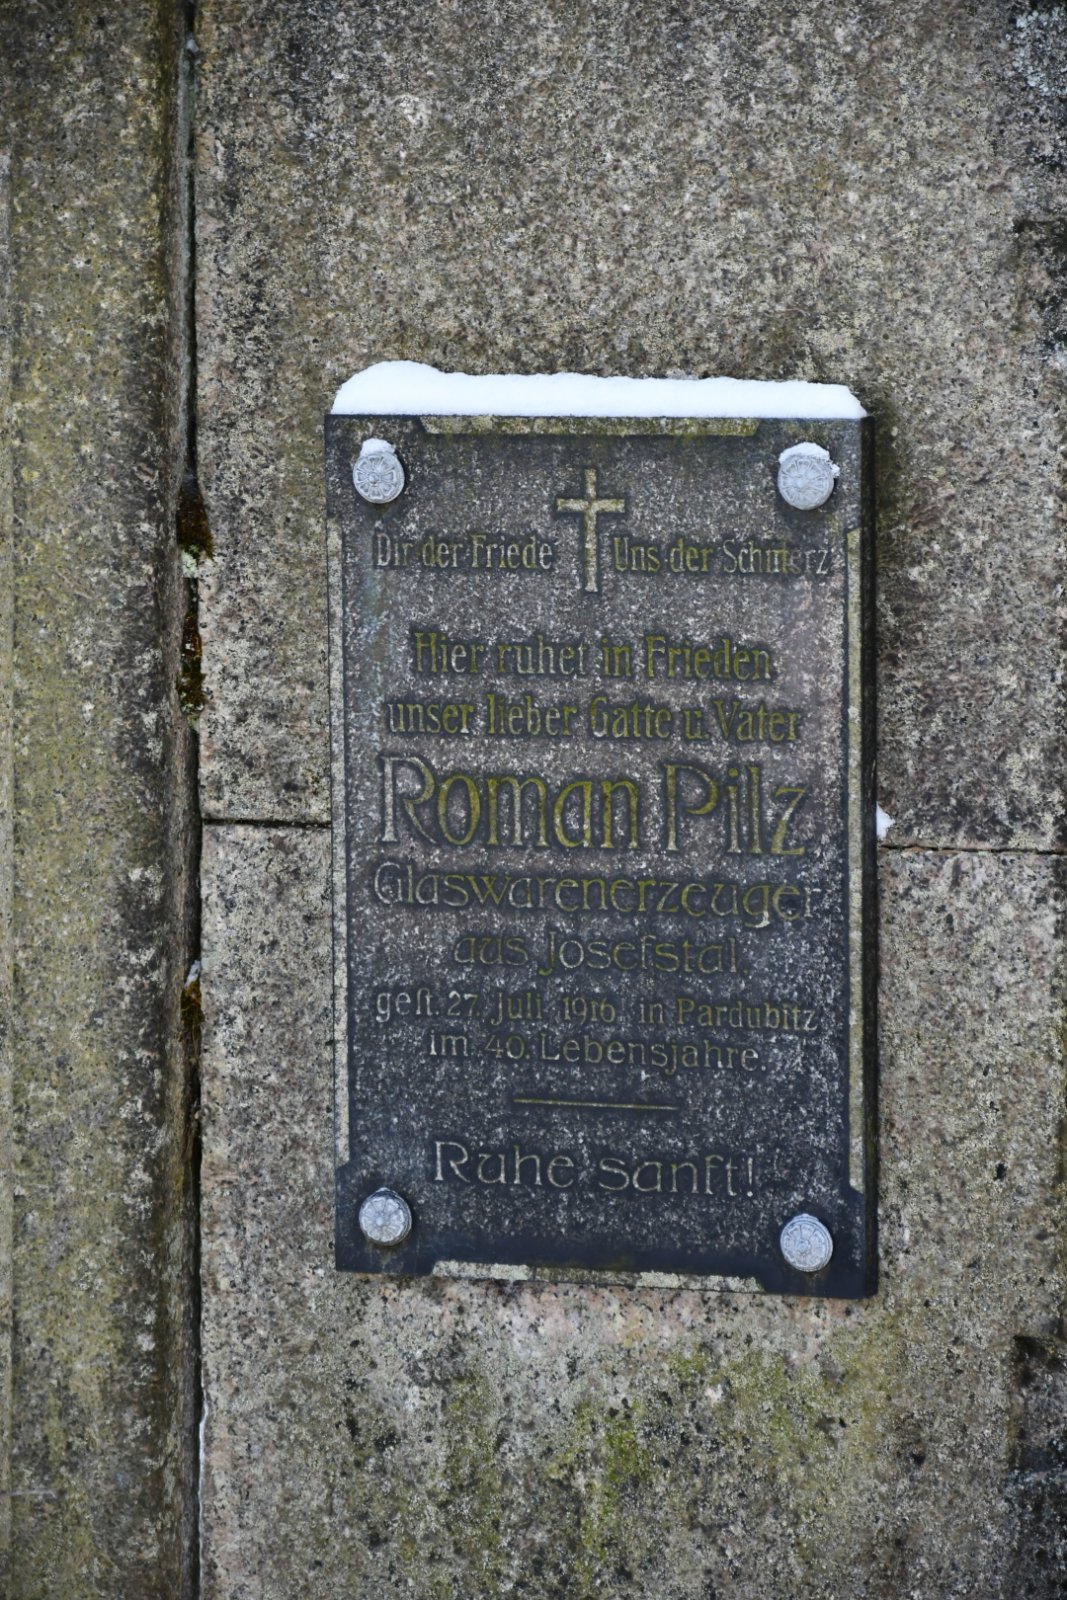 Dir der Friede Uns der Schmerz
Hier ruhet in Frieden
unser lieber Gatte u. Vater
Roman Pilz
Glaswarenerzeuger
aus Josefstal.
gest. 27. Juli 1916 in Pardubitz
im 40. Lebensjahre.
Ruhe sanft!